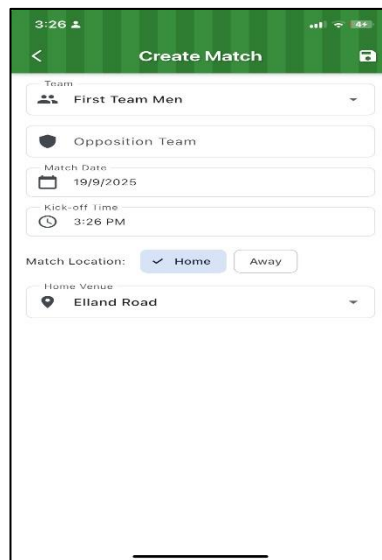 3:26 4+
Create Match
Team
First Team Men
Opposition Team
Match Date
19/9/2025
Kick-off Time
3:26 PM
Match Location: Home Away
Home Venue
Elland Road